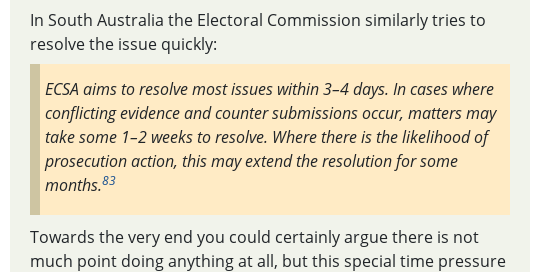 In South Australia the Electoral Commission similarly tries to
resolve the issue quickly:
ECSA aims to resolve most issues within 3–4 days. In cases where
conflicting evidence and counter submissions occur, matters may
take some 1–2 weeks to resolve. Where there is the likelihood of
prosecution action, this may extend the resolution for some
months.83
Towards the very end you could certainly argue there is not
much point doing anything at all, but this special time pressure